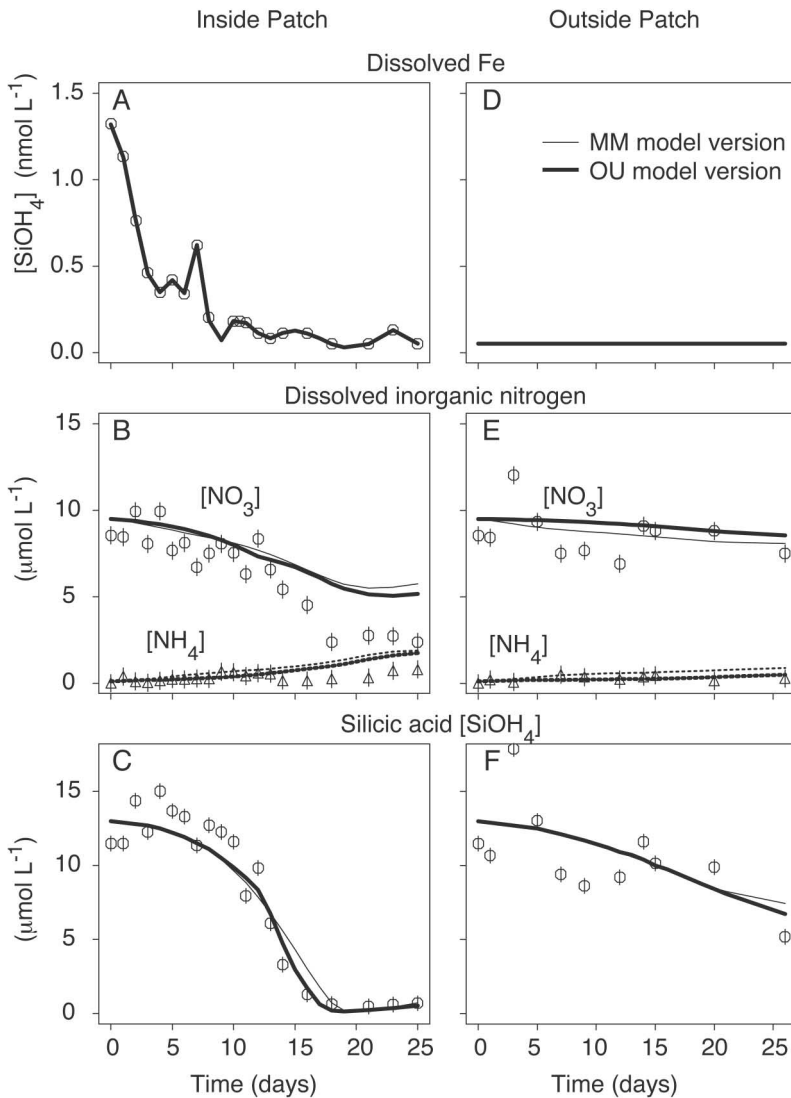 Inside Patch
Outside Patch
Dissolved Fe
[SiOH4] (nmol L-1)
1.5
1.0
0.5
0.0
A
D
MM model version
OU model version
Dissolved inorganic nitrogen
(μmol L-1)
15
10
5
0
B
[NO3]
[NH4]
E
[NO3]
[NH4]
Silicic acid [SiOH4]
(μmol L-1)
15
10
5
0
C
F
0 5 10 15 20 25
0 5 10 15 20 25
Time (days)
Time (days)